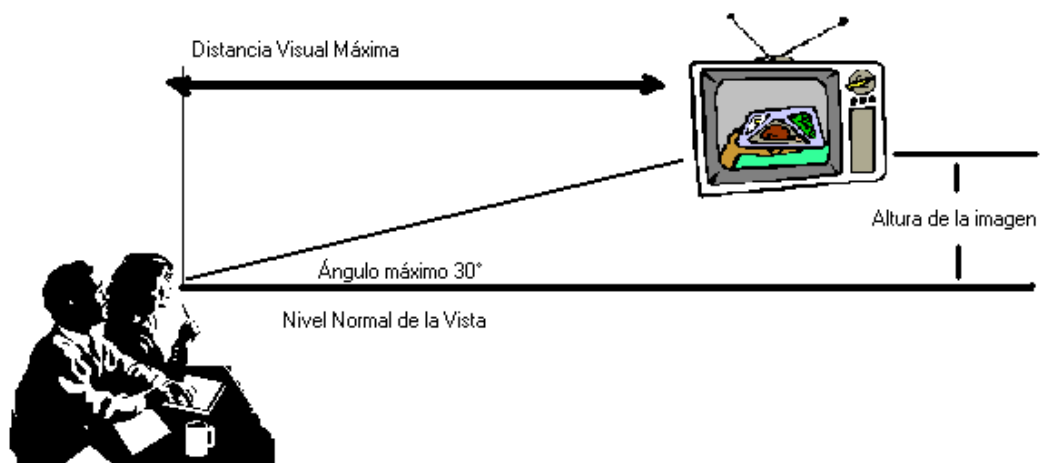 Distancia Visual Máxima
Altura de la imagen
Ángulo máximo 30°
Nivel Normal de la Vista